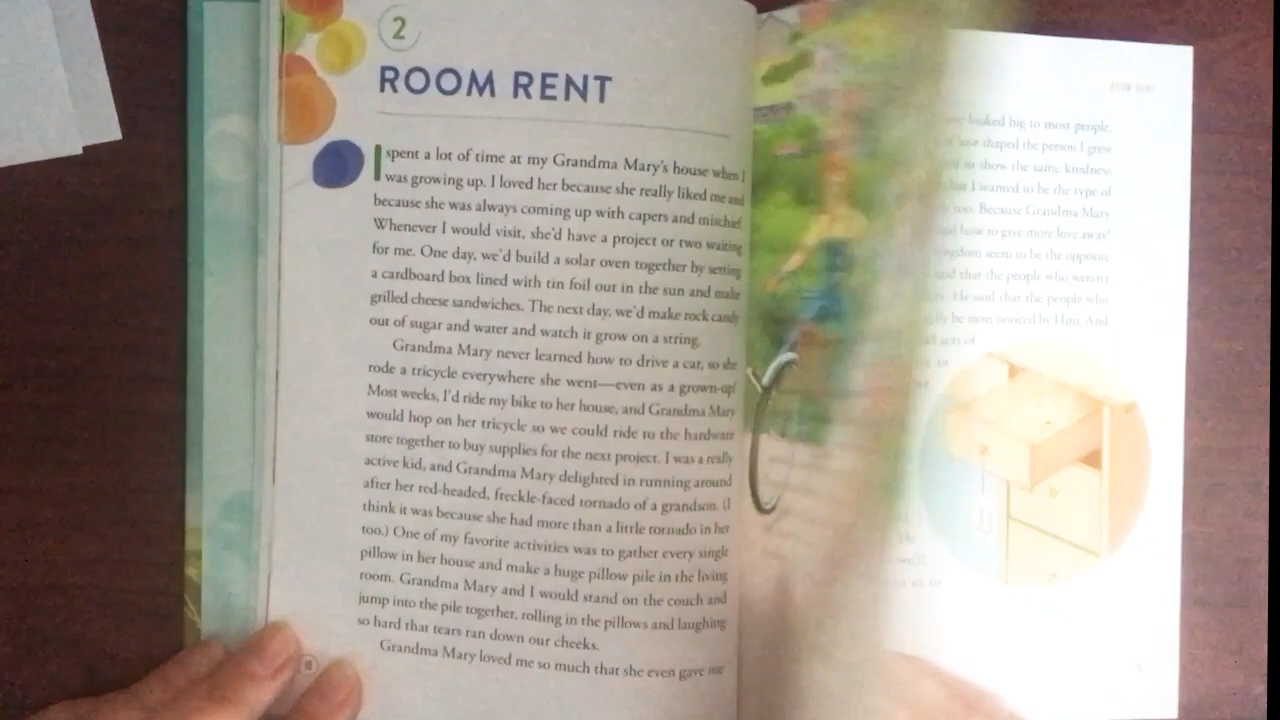 2
ROOM RENT
I spent a lot of time at my Grandma Mary's house when I
was growing up. I loved her because she really liked me and
because she was always coming up with capers and mischief.
Whenever I would visit, she'd have a project or two waiting
for me. One day, we'd build a solar oven together by setting
a cardboard box lined with tin foil out in the sun and make
grilled cheese sandwiches. The next day, we'd make rock candy
out of sugar and water and watch it grow on a string.
Grandma Mary never learned how to drive a car, so she
rode a tricycle everywhere she went—even as a grown-up!
Most weeks, I'd ride my bike to her house, and Grandma Mary
would hop on her tricycle so we could ride to the hardware
store together to buy supplies for the next project. I was a really
active kid, and Grandma Mary delighted in running around
after her red-headed, freckle-faced tornado of a grandson. (I
think it was because she had more than a little tornado in her
too.) One of my favorite activities was to gather every single
pillow in her house and make a huge pillow pile in the living
room. Grandma Mary and I would stand on the couch and
jump into the pile together, rolling in the pillows and laughing
so hard that tears ran down our cheeks.
Grandma Mary loved me so much that she even gave me
8
looked big to most people,
love shaped the person I grew
to show the same kindness
I wanted to be the type of
too. Because Grandma Mary
how to give more love away!
seem to be the opposite
said that the people who weren't
He said that the people who
be most noticed by Him. And
all acts of